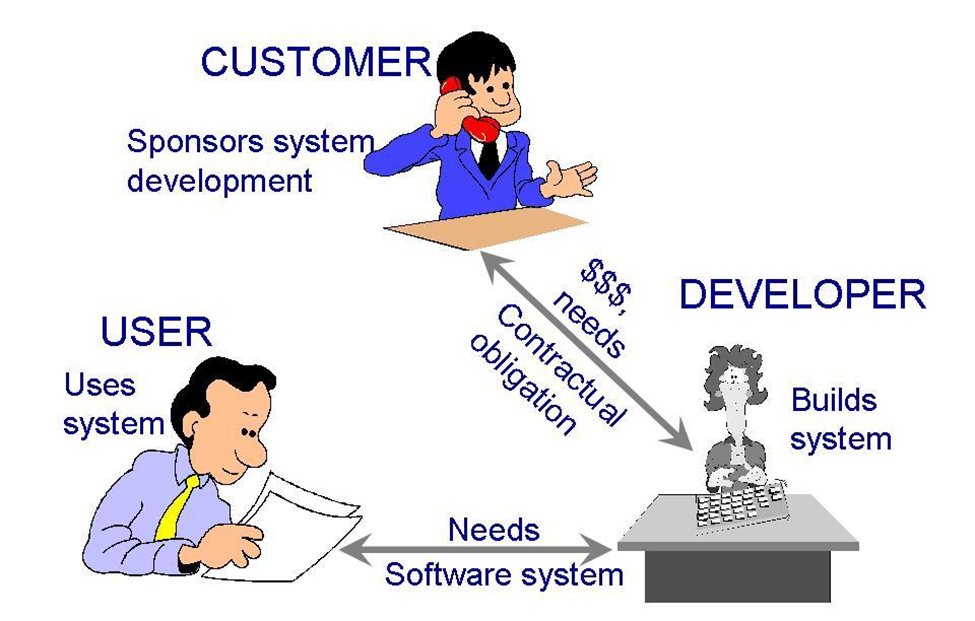 CUSTOMER
Sponsors system
development
$$$,
needs
Contractual
obligation
DEVELOPER
Builds
system
USER
Uses
system
Needs
Software system